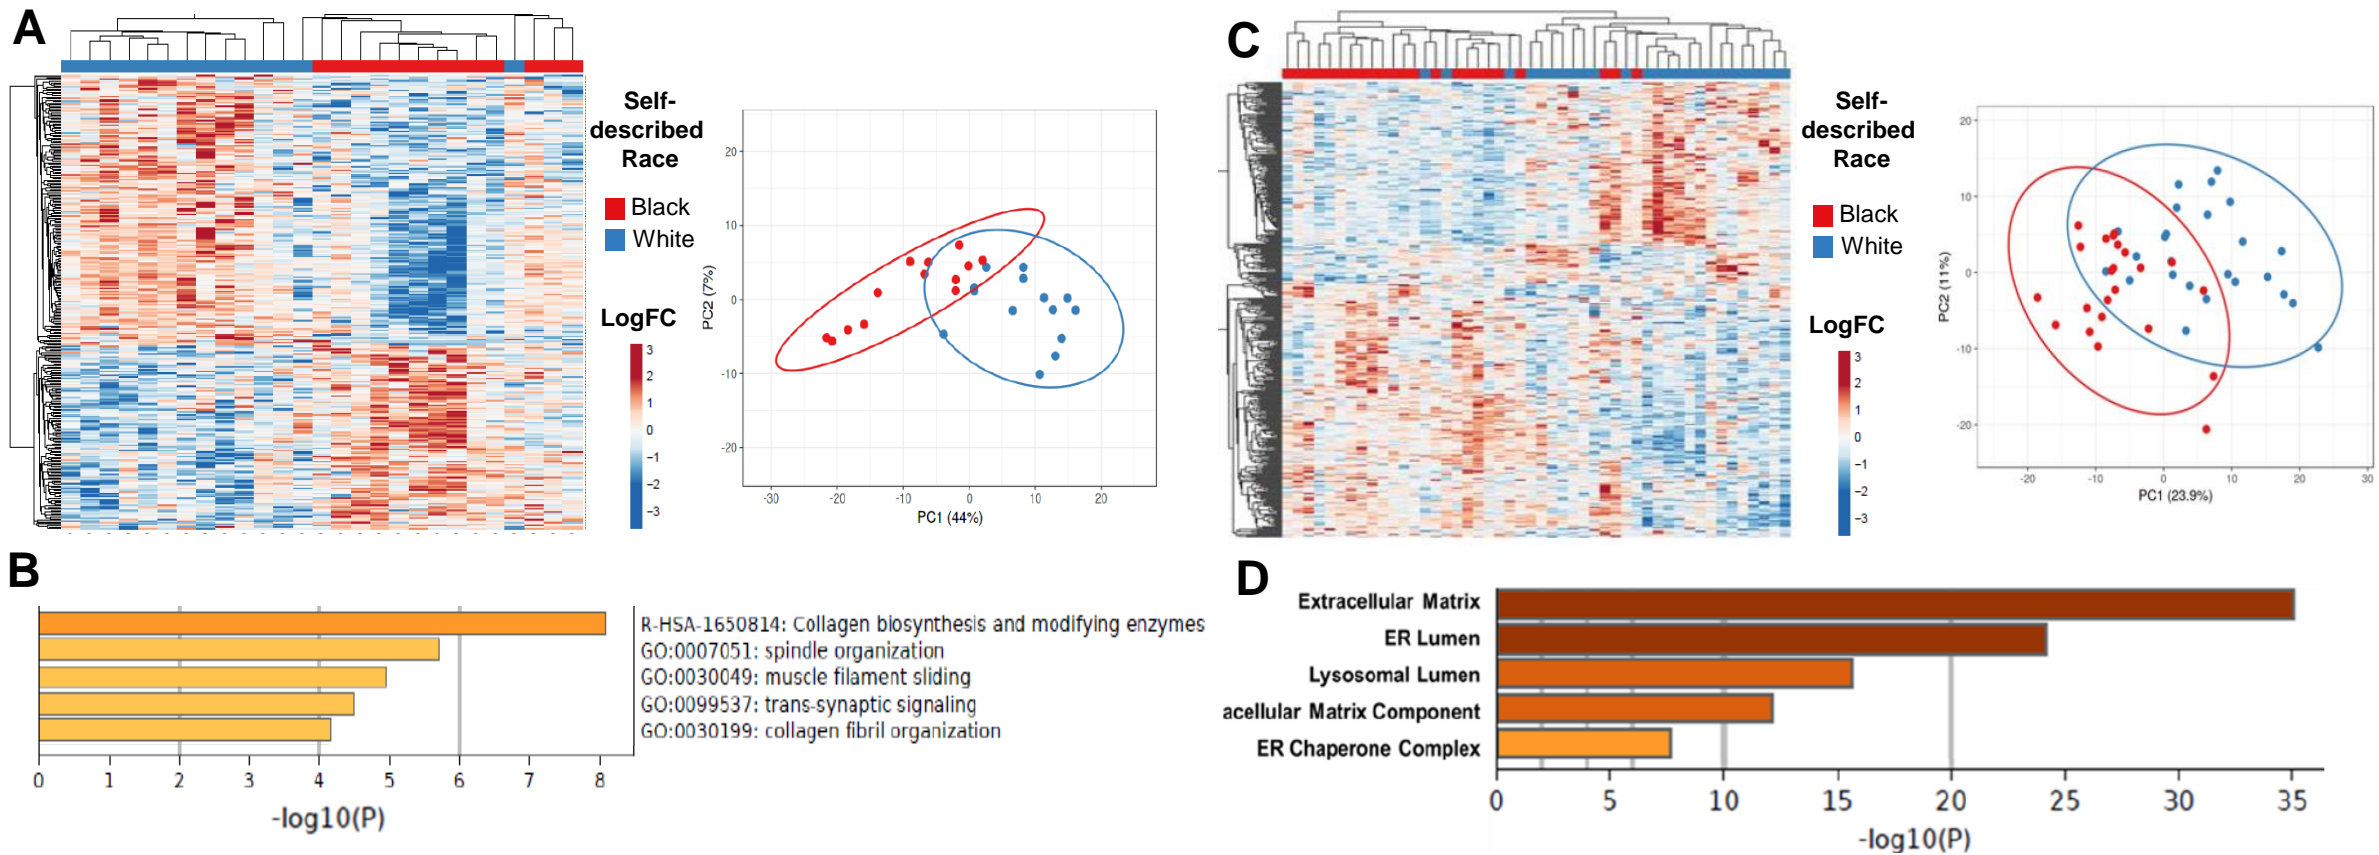 A
Self-
described
Race
Black
White
LogFC
3
2
1
0
−1
−2
−3
PC2 (7%)
20
10
0
-10
-20
-30
-20
-10
0
10
20
PC1 (44%)
C
Self-
described
Race
Black
White
LogFC
3
2
1
0
−1
−2
−3
PC2 (11%)
20
10
0
-10
-20
-20
-10
0
10
20
30
PC1 (23.9%)
B
R-HSA-1650814: Collagen biosynthesis and modifying enzymes
GO:0007051: spindle organization
GO:0030049: muscle filament sliding
GO:0099537: trans-synaptic signaling
GO:0030199: collagen fibril organization
0 1 2 3 4 5 6 7 8
-log10(P)
D
Extracellular Matrix
ER Lumen
Lysosomal Lumen
acellular Matrix Component
ER Chaperone Complex
0 5 10 15 20 25 30 35
-log10(P)